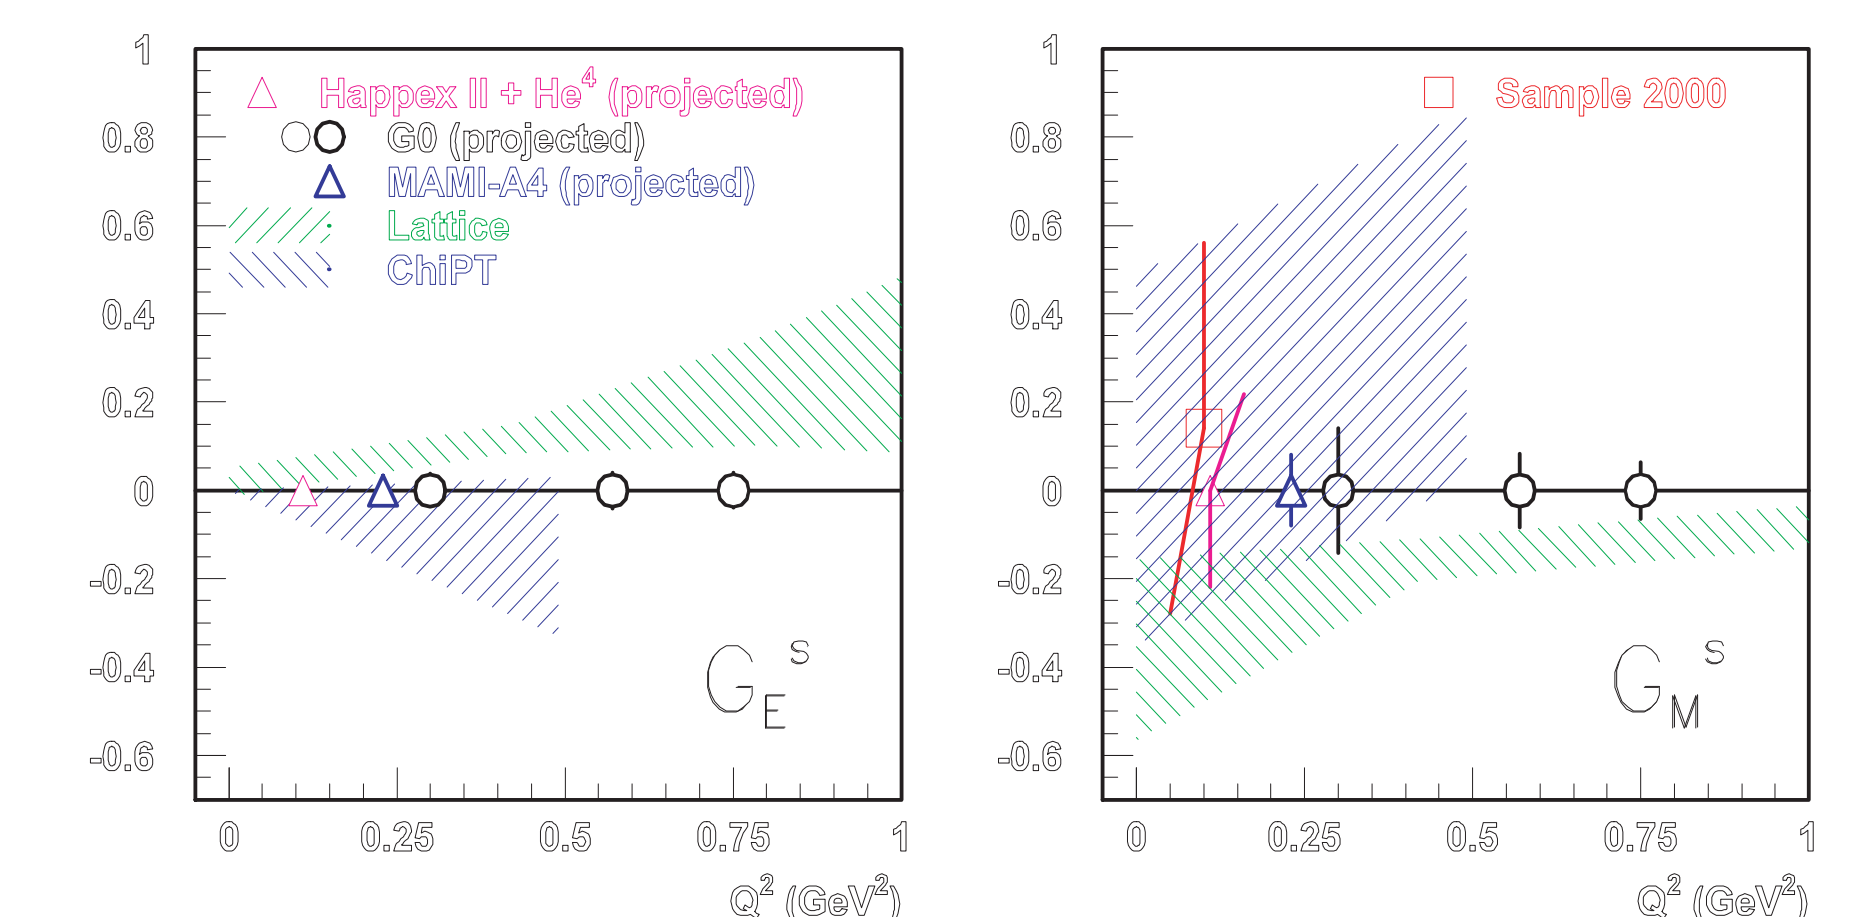 1
Happex II + He⁴ (projected)
0.8
G0 (projected)
MAMI-A4 (projected)
0.6
Lattice
ChiPT
0.4
0.2
0
-0.2
-0.4
-0.6
G_E^s
0 0.25 0.5 0.75 1
Q² (GeV²)
1
Sample 2000
0.8
0.6
0.4
0.2
0
-0.2
-0.4
-0.6
G_M^s
0 0.25 0.5 0.75 1
Q² (GeV²)